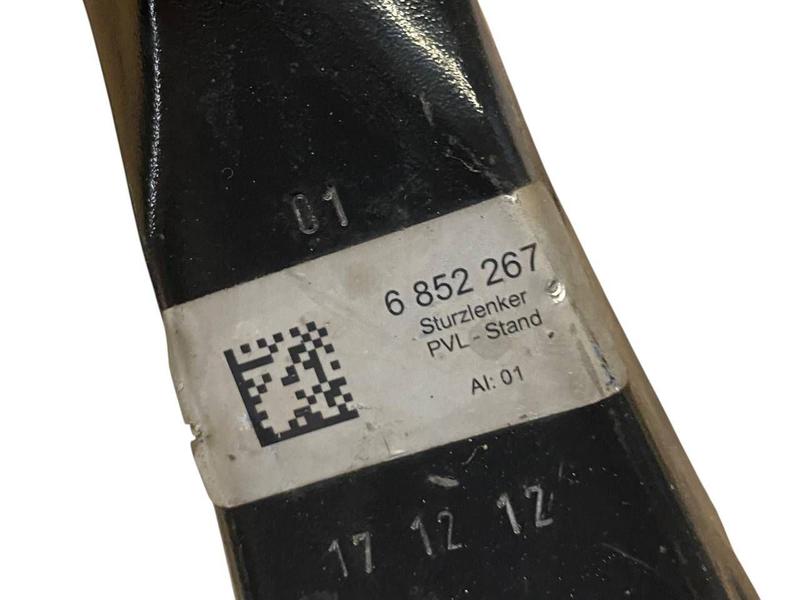 01
6 852 267
Sturzlenker
PVL - Stand
AI: 01
17 12 12